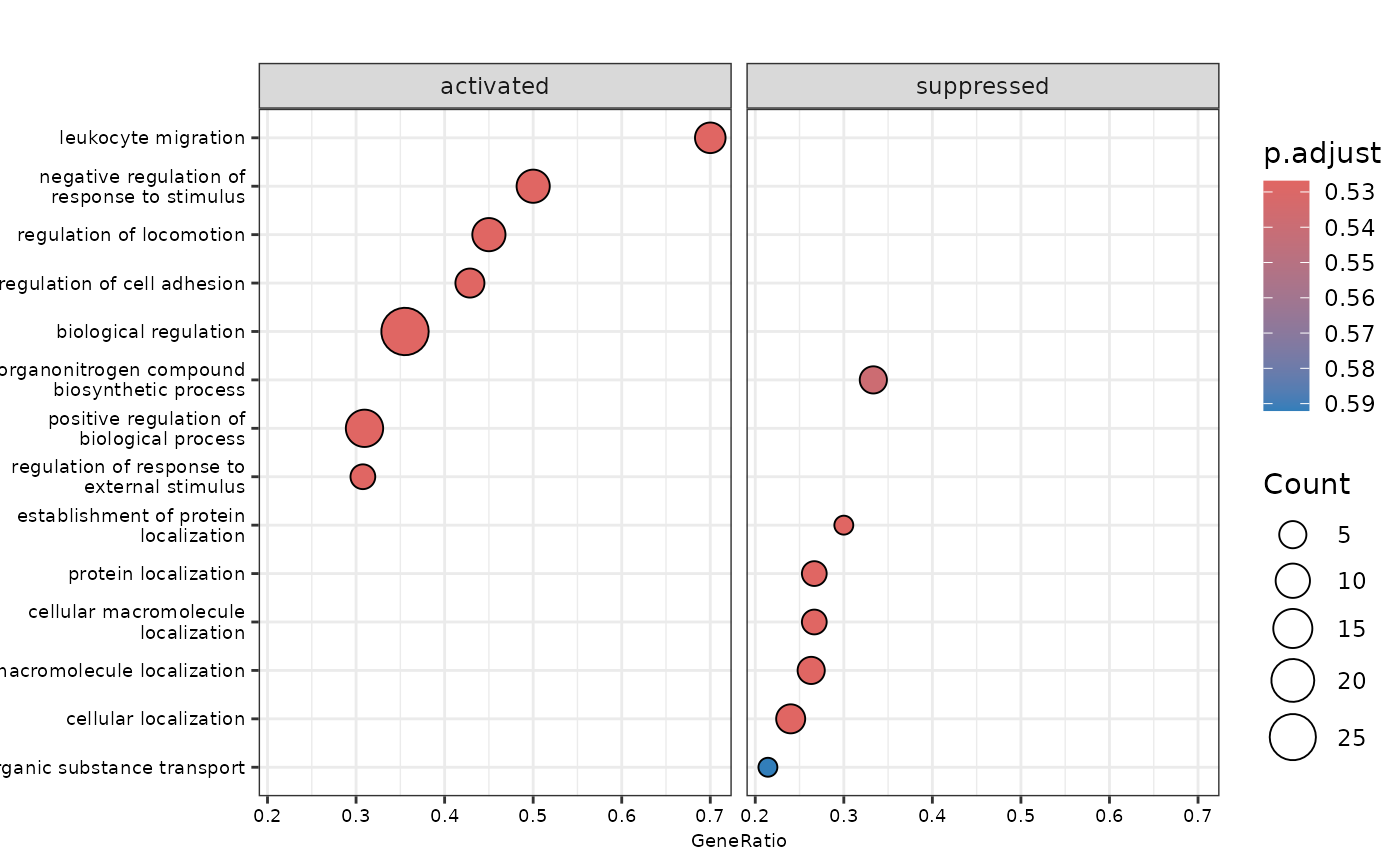 activated
suppressed
leukocyte migration
negative regulation of
response to stimulus
regulation of locomotion
regulation of cell adhesion
biological regulation
organonitrogen compound
biosynthetic process
positive regulation of
biological process
regulation of response to
external stimulus
establishment of protein
localization
protein localization
cellular macromolecule
localization
macromolecule localization
cellular localization
rganic substance transport
0.2 0.3 0.4 0.5 0.6 0.7
0.2 0.3 0.4 0.5 0.6 0.7
GeneRatio
p.adjust
0.53
0.54
0.55
0.56
0.57
0.58
0.59
Count
5
10
15
20
25